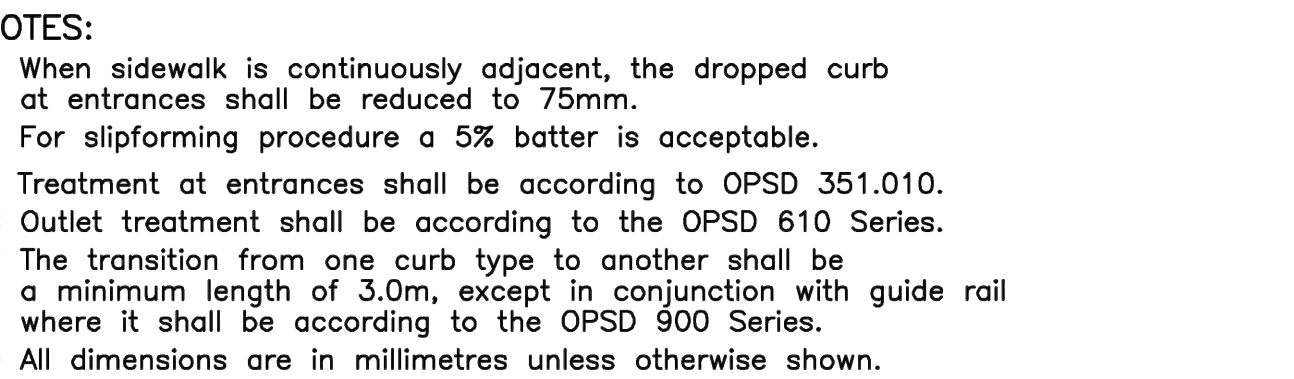 OTES:
When sidewalk is continuously adjacent, the dropped curb
at entrances shall be reduced to 75mm.
For slipforming procedure a 5% batter is acceptable.
Treatment at entrances shall be according to OPSD 351.010.
Outlet treatment shall be according to the OPSD 610 Series.
The transition from one curb type to another shall be
a minimum length of 3.0m, except in conjunction with guide rail
where it shall be according to the OPSD 900 Series.
All dimensions are in millimetres unless otherwise shown.